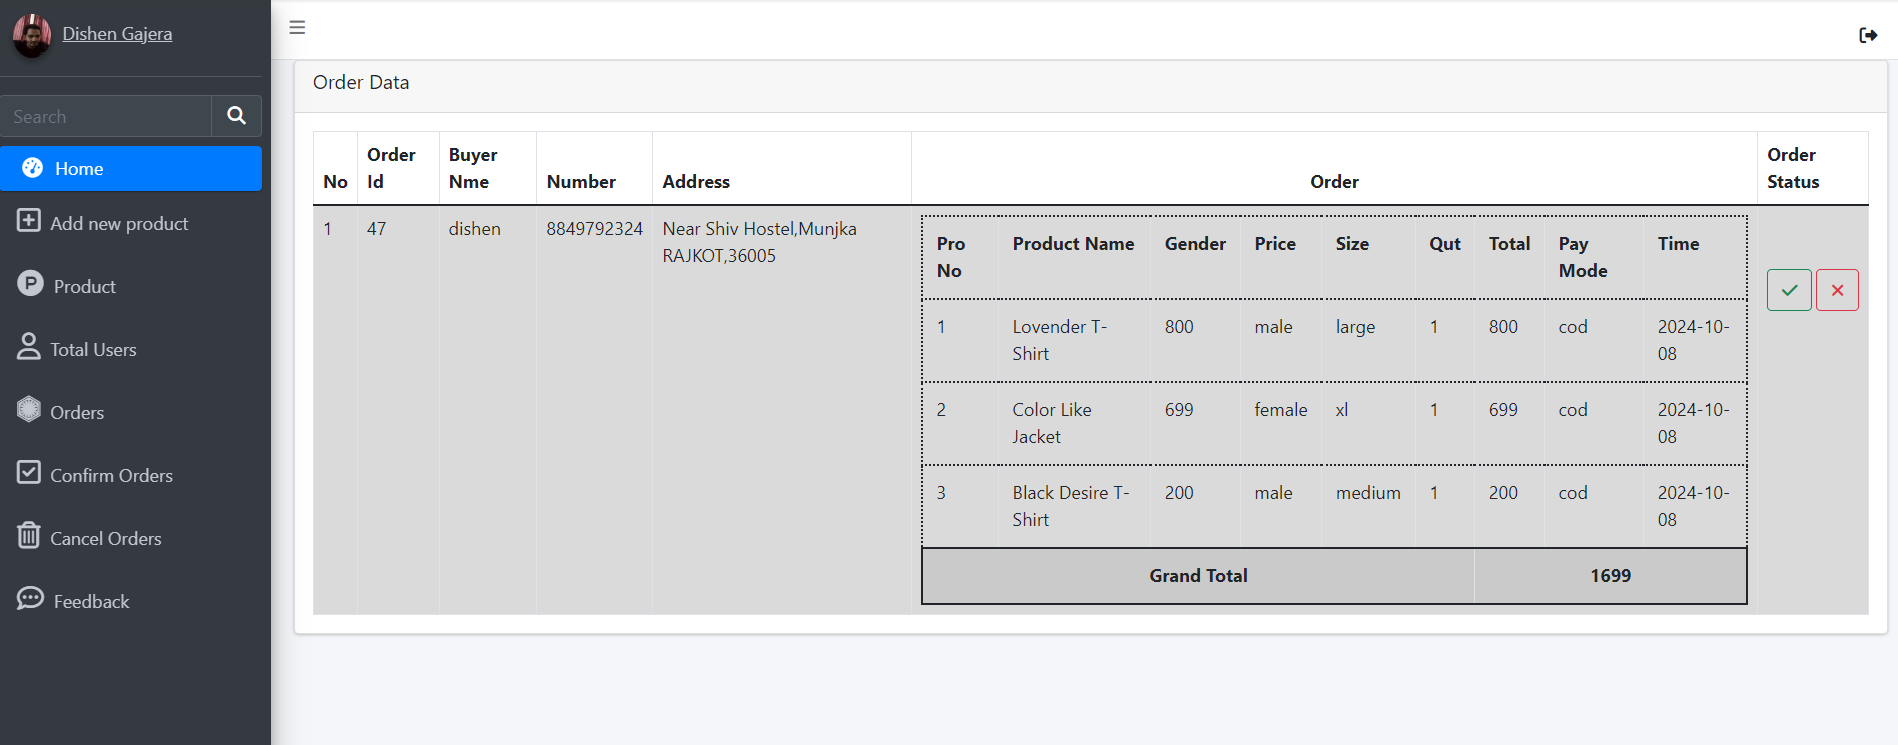 Dishen Gajera
Search
Home
Add new product
Product
Total Users
Orders
Confirm Orders
Cancel Orders
Feedback
Order Data
No Order Id Buyer Nme Number Address Order Order Status
1 47 dishen 8849792324 Near Shiv Hostel,Munjka
RAJKOT,36005
Pro No Product Name Gender Price Size Qut Total Pay Mode Time
1 Lovender T-Shirt 800 male large 1 800 cod 2024-10-08
2 Color Like Jacket 699 female xl 1 699 cod 2024-10-08
3 Black Desire T-Shirt 200 male medium 1 200 cod 2024-10-08
Grand Total 1699